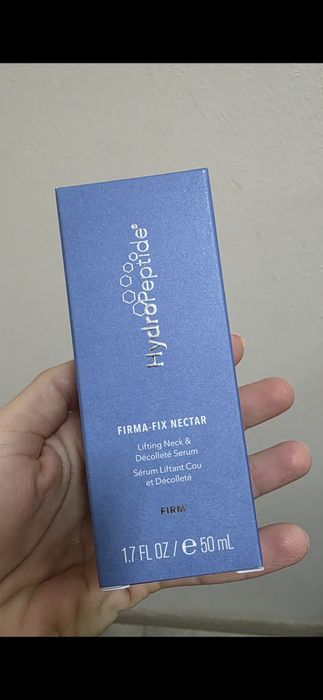 HydroPeptide®
FIRMA-FIX NECTAR
Lifting Neck &
Décolleté Serum
Sérum Liftant Cou
et Décolleté
FIRM
1.7 FL OZ / ℮ 50 mL